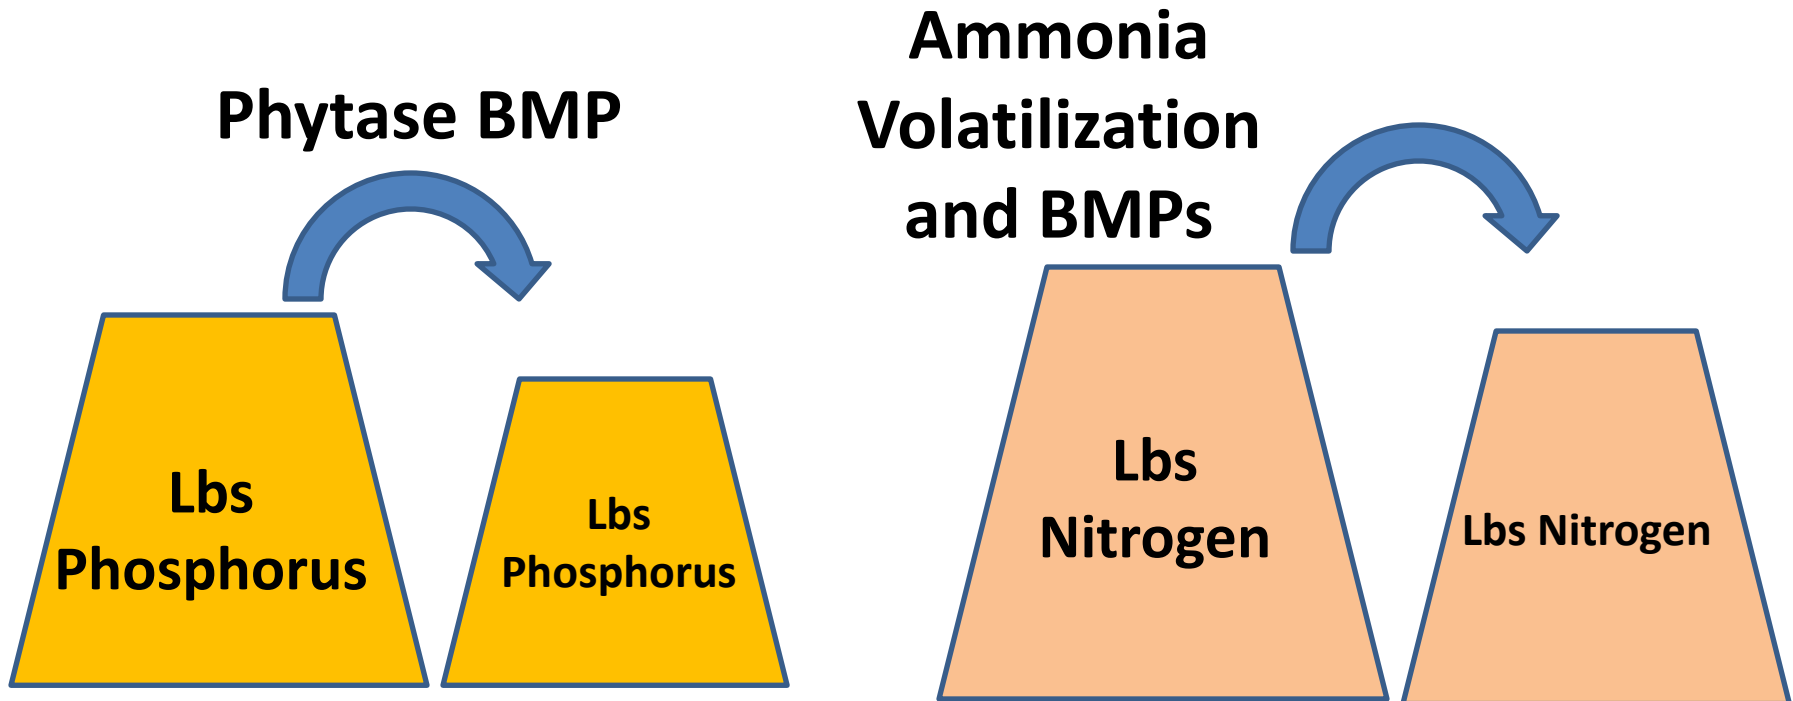 Phytase BMP
Lbs
Phosphorus
Lbs
Phosphorus
Ammonia
Volatilization
and BMPs
Lbs
Nitrogen
Lbs Nitrogen